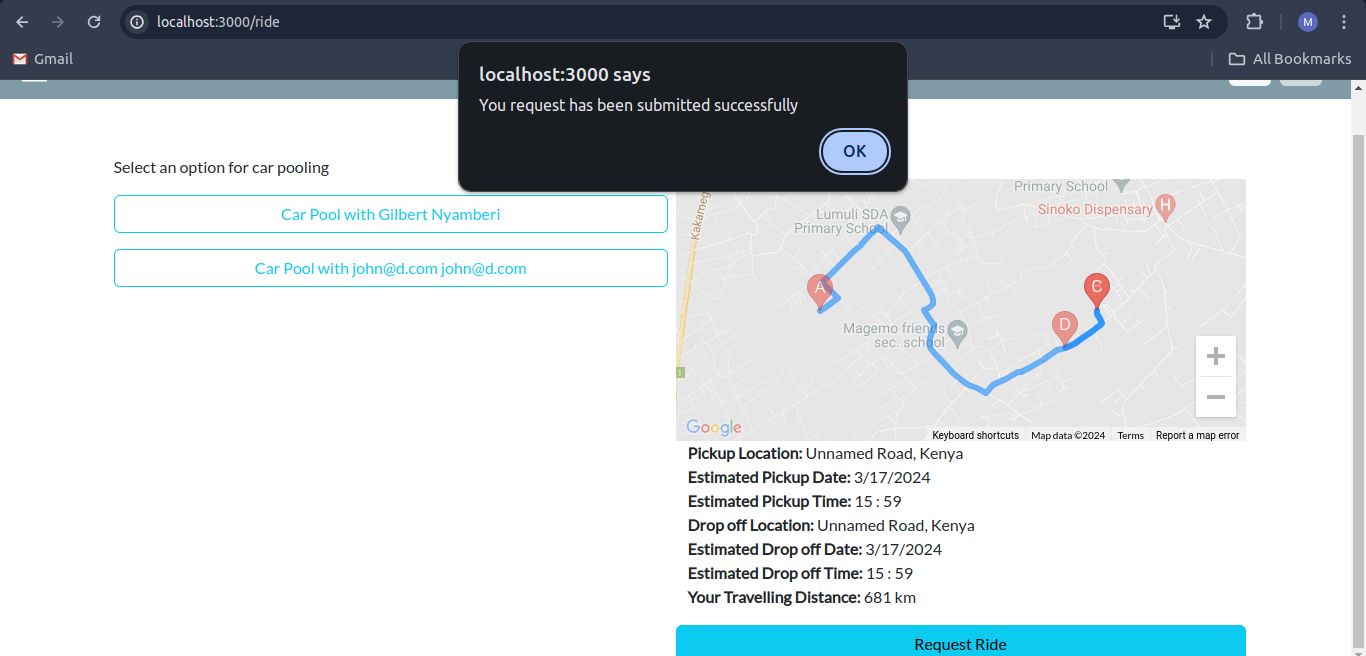 localhost:3000/ride
M
Gmail
All Bookmarks
localhost:3000 says
You request has been submitted successfully
OK
Select an option for car pooling
Car Pool with Gilbert Nyamberi
Car Pool with john@d.com john@d.com
Kakameg
Primary School
Sinoko Dispensary
H
Lumuli SDA
Primary School
A
C
D
Magemo friends
sec. school
1
Google
Keyboard shortcuts
Map data ©2024
Terms
Report a map error
Pickup Location: Unnamed Road, Kenya
Estimated Pickup Date: 3/17/2024
Estimated Pickup Time: 15 : 59
Drop off Location: Unnamed Road, Kenya
Estimated Drop off Date: 3/17/2024
Estimated Drop off Time: 15 : 59
Your Travelling Distance: 681 km
Request Ride